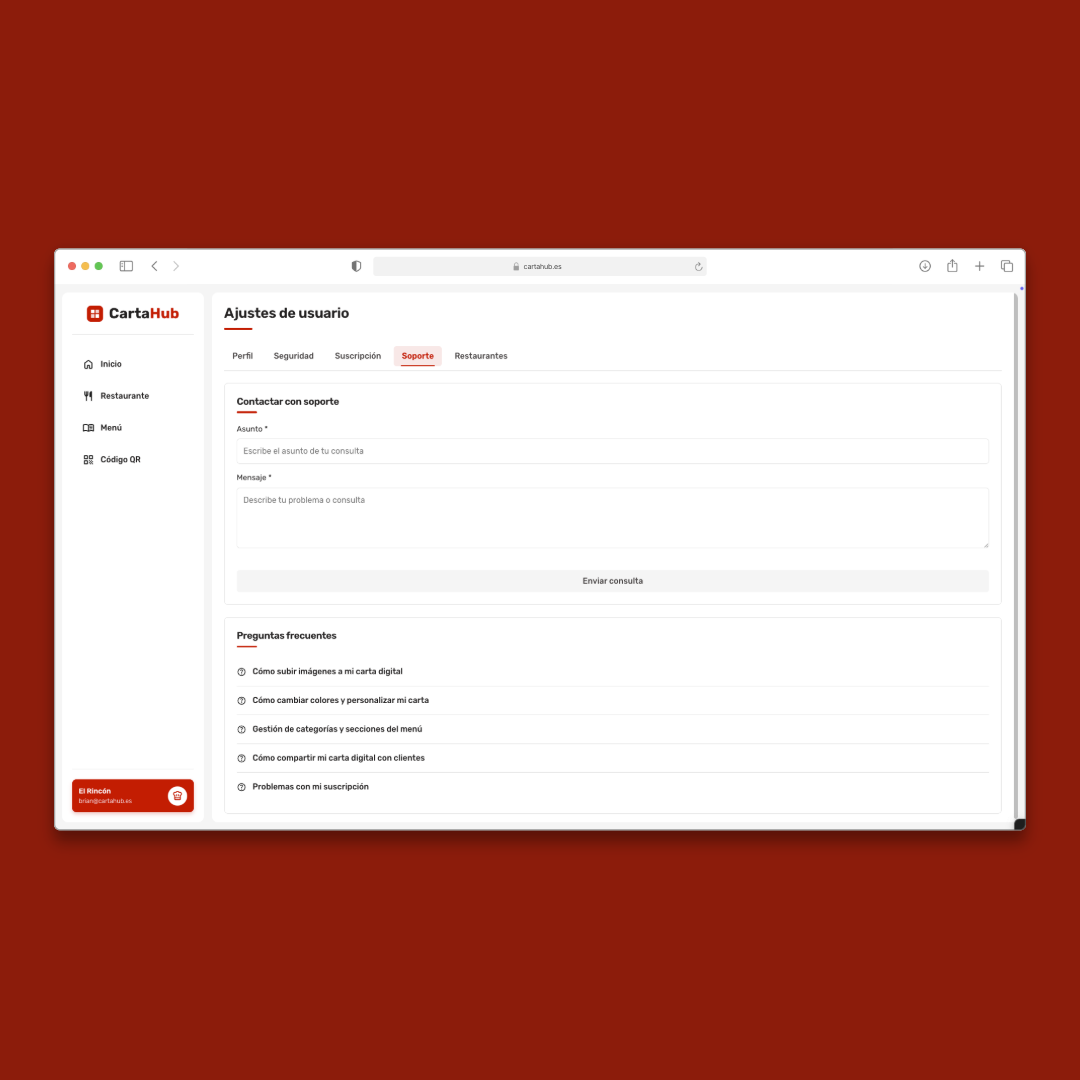 cartahub.es
CartaHub
Inicio
Restaurante
Menú
Código QR
El Rincón
brian@cartahub.es
Ajustes de usuario
Perfil Seguridad Suscripción Soporte Restaurantes
Contactar con soporte
Asunto *
Escribe el asunto de tu consulta
Mensaje *
Describe tu problema o consulta
Enviar consulta
Preguntas frecuentes
Cómo subir imágenes a mi carta digital
Cómo cambiar colores y personalizar mi carta
Gestión de categorías y secciones del menú
Cómo compartir mi carta digital con clientes
Problemas con mi suscripción